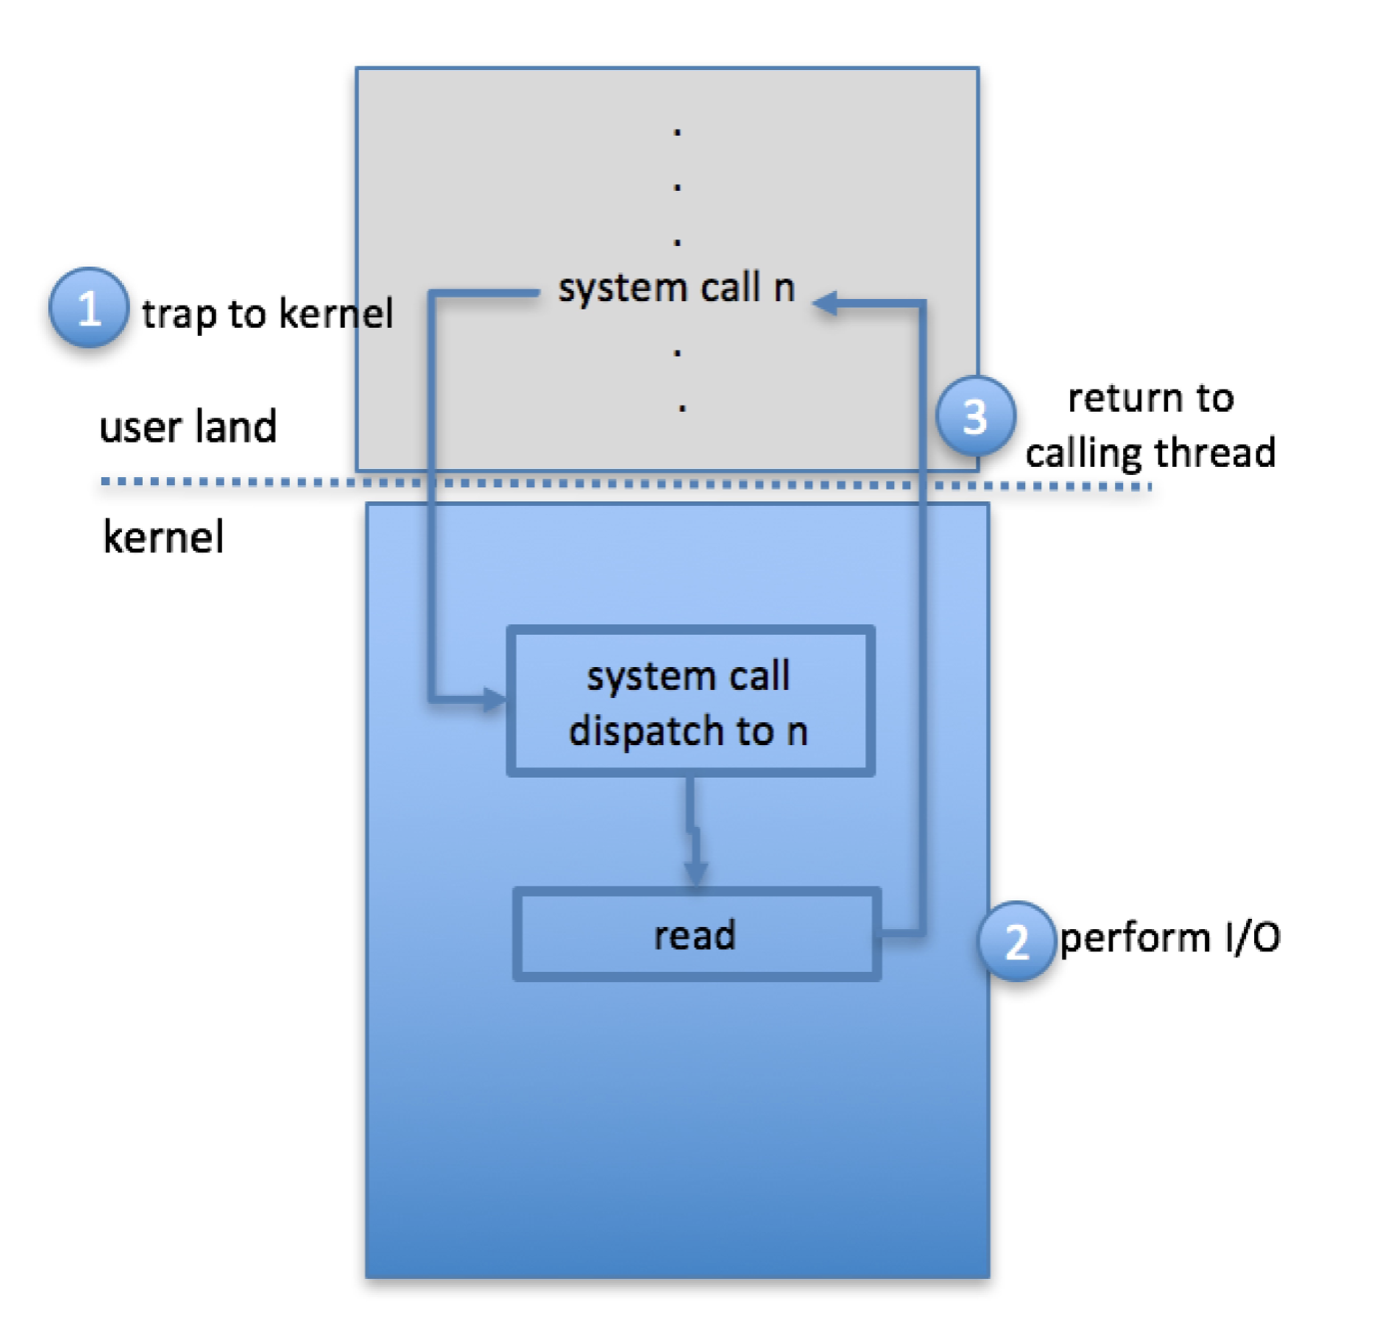 .
.
.
system call n
1
trap to kernel
.
.
3
return to
calling thread
user land
kernel
system call
dispatch to n
read
2
perform I/O